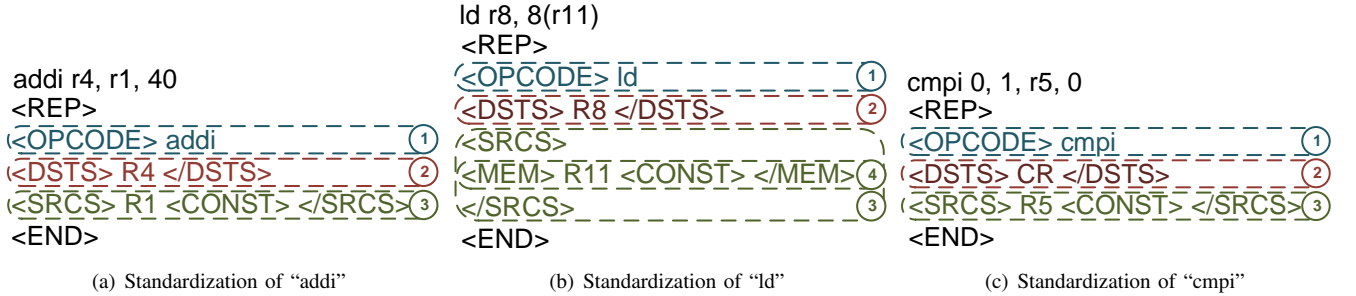 addi r4, r1, 40
<REP>
<OPCODE> addi 1
<DSTS> R4 </DSTS> 2
<SRCS> R1 <CONST> </SRCS> 3
<END>
(a) Standardization of “addi”
ld r8, 8(r11)
<REP>
<OPCODE> ld 1
<DSTS> R8 </DSTS> 2
<SRCS>
<MEM> R11 <CONST> </MEM> 4
</SRCS> 3
<END>
(b) Standardization of “ld”
cmpi 0, 1, r5, 0
<REP>
<OPCODE> cmpi 1
<DSTS> CR </DSTS> 2
<SRCS> R5 <CONST> </SRCS> 3
<END>
(c) Standardization of “cmpi”